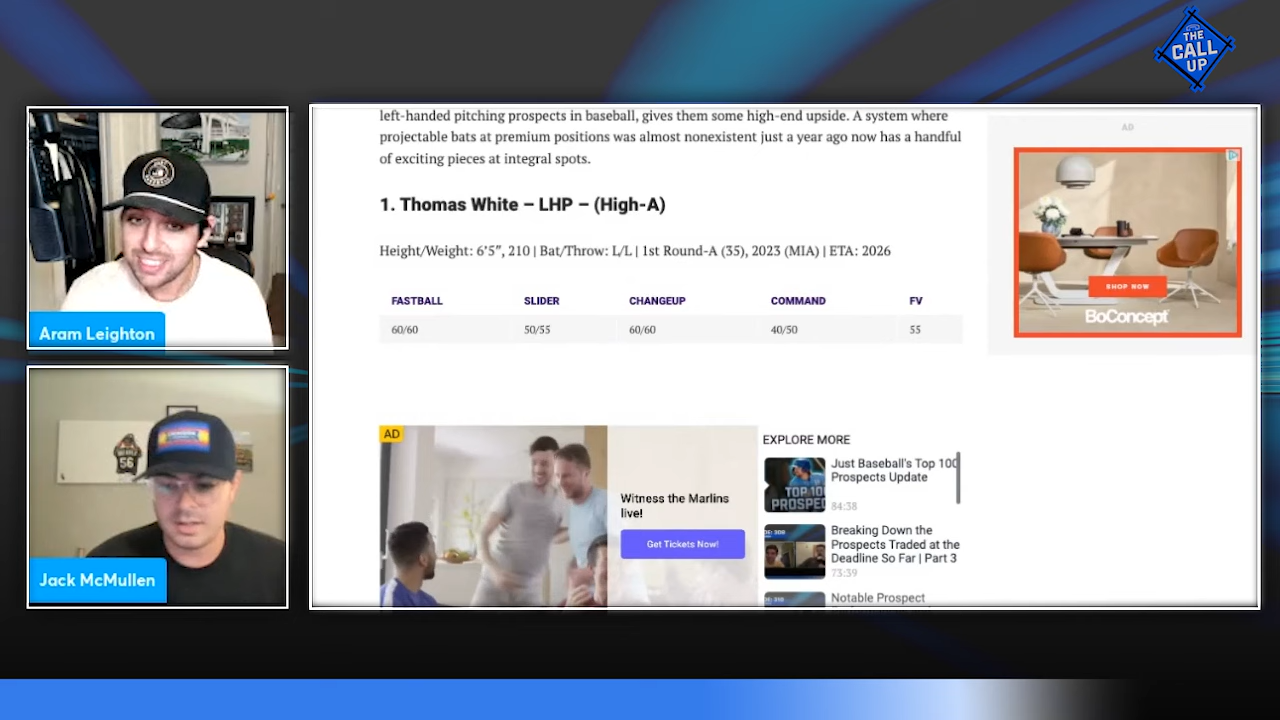 THE
CALL
UP
left-handed pitching prospects in baseball, gives them some high-end upside. A system where
projectable bats at premium positions was almost nonexistent just a year ago now has a handful
of exciting pieces at integral spots.
1. Thomas White – LHP – (High-A)
Height/Weight: 6’5″, 210 | Bat/Throw: L/L | 1st Round-A (35), 2023 (MIA) | ETA: 2026
FASTBALL SLIDER CHANGEUP COMMAND FV
60/60 50/55 60/60 40/50 55
AD
SHOP NOW
BoConcept
Aram Leighton
56
Jack McMullen
AD
Witness the Marlins
live!
Get Tickets Now!
EXPLORE MORE
TOP 100
PROSPEC
Just Baseball's Top 100
Prospects Update
84:38
Breaking Down the
Prospects Traded at the
Deadline So Far | Part 3
73:39
Notable Prospect